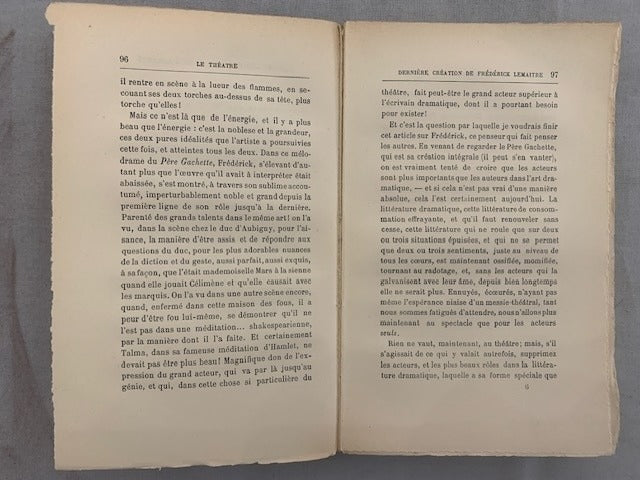 96
LE THÉATRE
il rentre en scène à la lueur des flammes, en se-
couant ses deux torches au-dessus de sa tête, plus
torche qu'elles!
Mais ce n'est là que de l'énergie, et il y a plus
beau que l'énergie : c'est la noblese et la grandeur,
ces deux pures idéalités que l'artiste a poursuivies
cette fois, et atteintes tous les deux. Dans ce mélo-
drame du Père Gachette, Frédérick, s'élevant d'au-
tant plus que l'œuvre qu'il avait à interpréter était
abaissée, s'est montré, à travers son sublime accou-
tumé, imperturbablement noble et grand depuis la
première ligne de son rôle jusqu'à la dernière.
Parenté des grands talents dans le même art! on l'a
vu, dans la scène chez le duc d'Aubigny, pour l'ai-
sance, la manière d'être assis et de répondre aux
questions du duc, pour les plus adorables nuances
de la diction et du geste, aussi parfait, aussi exquis,
à sa façon, que l'était mademoiselle Mars à la sienne
quand elle jouait Célimène et qu'elle causait avec
les marquis. On l'a vu dans une autre scène encore,
quand, enfermé dans cette maison des fous, il a
peur d'être fou lui-même, se démontrer qu'il ne
l'est pas dans une méditation... shakespearienne,
par la manière dont il l'a faite. Et certainement
Talma, dans sa fameuse méditation d'Hamlet, ne
devait pas être plus beau! Magnifique don de l'ex-
pression du grand acteur, qui va par là jusqu'au
génie, et qui, dans cette chose si particulière du
DERNIÈRE CRÉATION DE FRÉDÉRICK LEMAITRE 97
théâtre, fait peut-être le grand acteur supérieur à
l'écrivain dramatique, dont il a pourtant besoin
pour exister!
Et c'est la question par laquelle je voudrais finir
cet article sur Frédérick, ce penseur qui fait penser
les autres. En venant de regarder le Père Gachette,
qui est sa création intégrale (il peut s'en vanter),
on est vraiment tenté de croire que les acteurs
sont plus importants que les auteurs dans l'art dra-
matique, — et si cela n'est pas vrai d'une manière
absolue, cela l'est certainement aujourd'hui. La
littérature dramatique, cette littérature de consom-
mation effrayante, et qu'il faut renouveler sans
cesse, cette littérature qui ne roule que sur deux
ou trois situations épuisées, et qui ne se permet
que deux ou trois sentiments, juste au niveau de
tous les cœurs, est maintenant ossifiée, momifiée,
tournant au radotage, et, sans les acteurs qui la
galvanisent avec leur âme, depuis bien longtemps
elle ne serait plus. Ennuyés, écœurés, n'ayant pas
même l'espérance niaise d'un messie théâtral, tant
nous sommes fatigués d'attendre, nous n'allons plus
maintenant au spectacle que pour les acteurs
seuls.
Rien ne vaut, maintenant, au théâtre; mais, s'il
s'agissait de ce qui y valait autrefois, supprimez
les acteurs, et les plus beaux rôles dans la littéra-
ture dramatique, laquelle a sa forme spéciale que
6